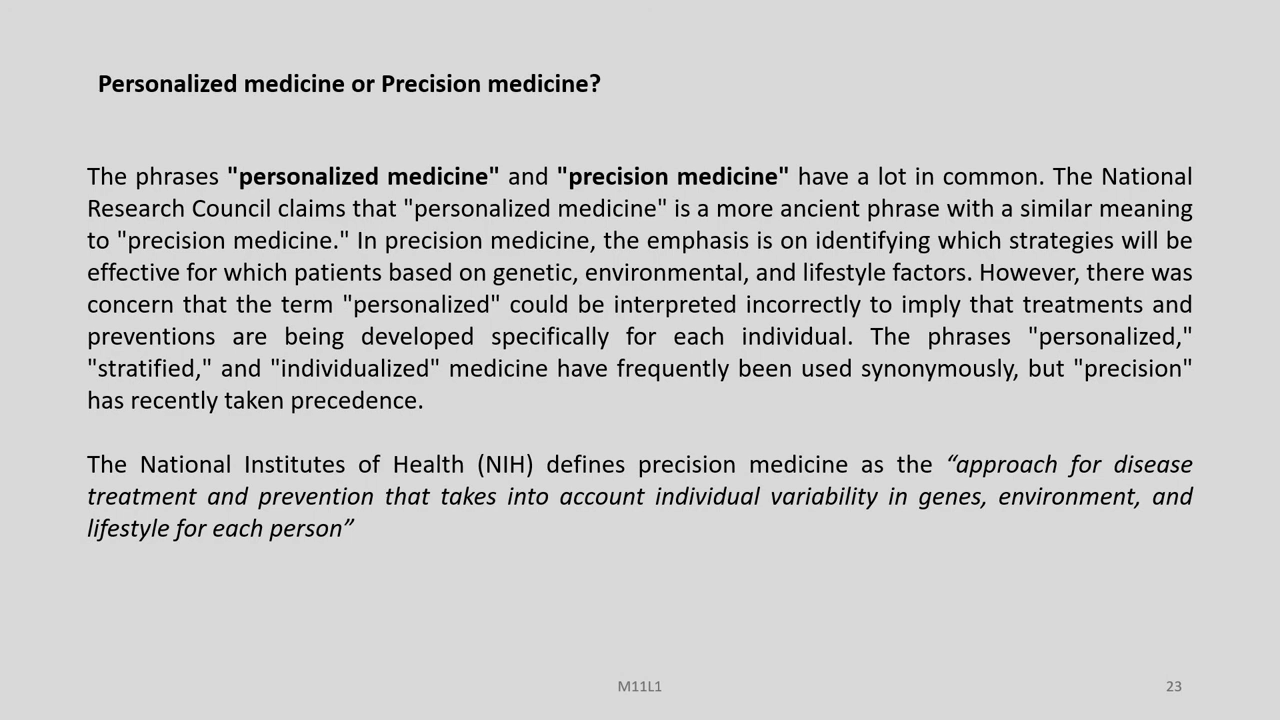 Personalized medicine or Precision medicine?
The phrases "personalized medicine" and "precision medicine" have a lot in common. The National
Research Council claims that "personalized medicine" is a more ancient phrase with a similar meaning
to "precision medicine." In precision medicine, the emphasis is on identifying which strategies will be
effective for which patients based on genetic, environmental, and lifestyle factors. However, there was
concern that the term "personalized" could be interpreted incorrectly to imply that treatments and
preventions are being developed specifically for each individual. The phrases "personalized,"
"stratified," and "individualized" medicine have frequently been used synonymously, but "precision"
has recently taken precedence.
The National Institutes of Health (NIH) defines precision medicine as the “approach for disease
treatment and prevention that takes into account individual variability in genes, environment, and
lifestyle for each person”
M11L1
23